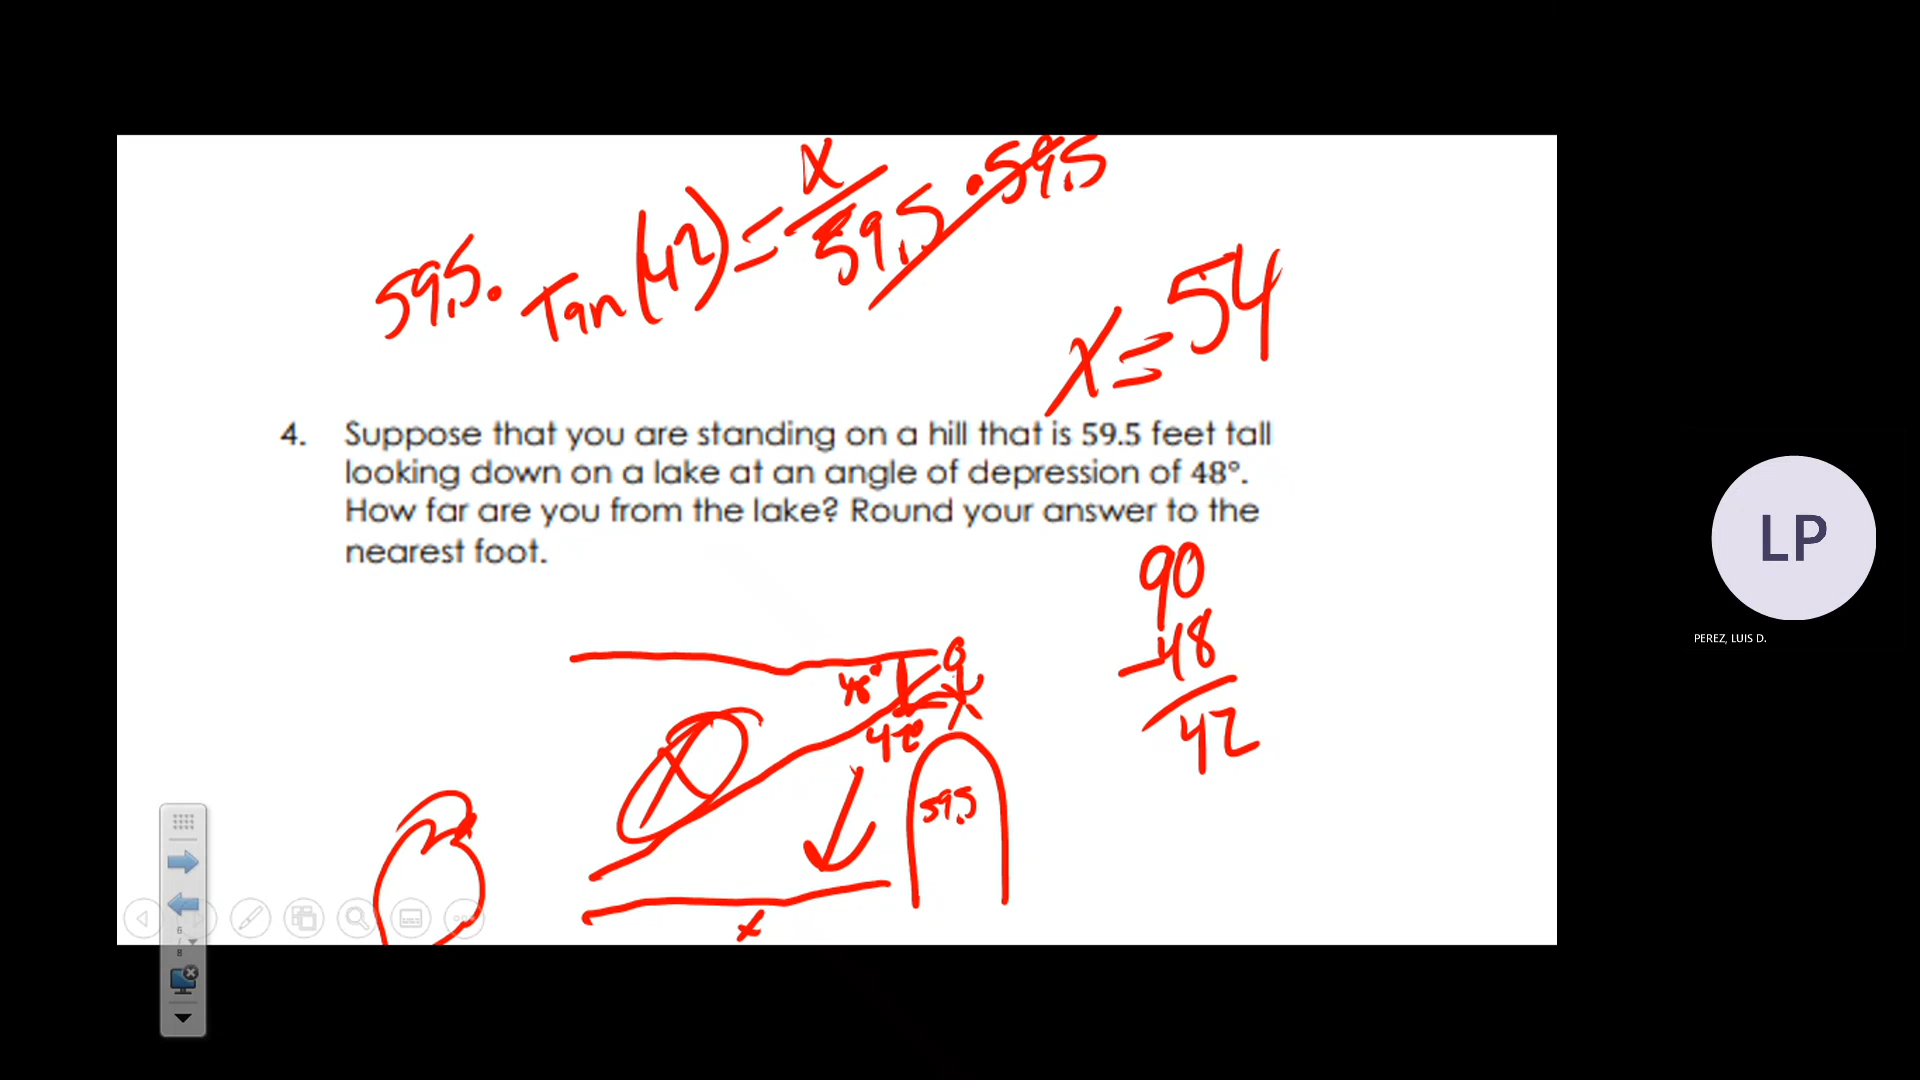 59.5 · Tan(42) = x/59.5 · 59.5
x = 54
4. Suppose that you are standing on a hill that is 59.5 feet tall
looking down on a lake at an angle of depression of 48°.
How far are you from the lake? Round your answer to the
nearest foot.
90
-48
42
48°
42°
59.5
x
6
/
8
LP
PEREZ, LUIS D.